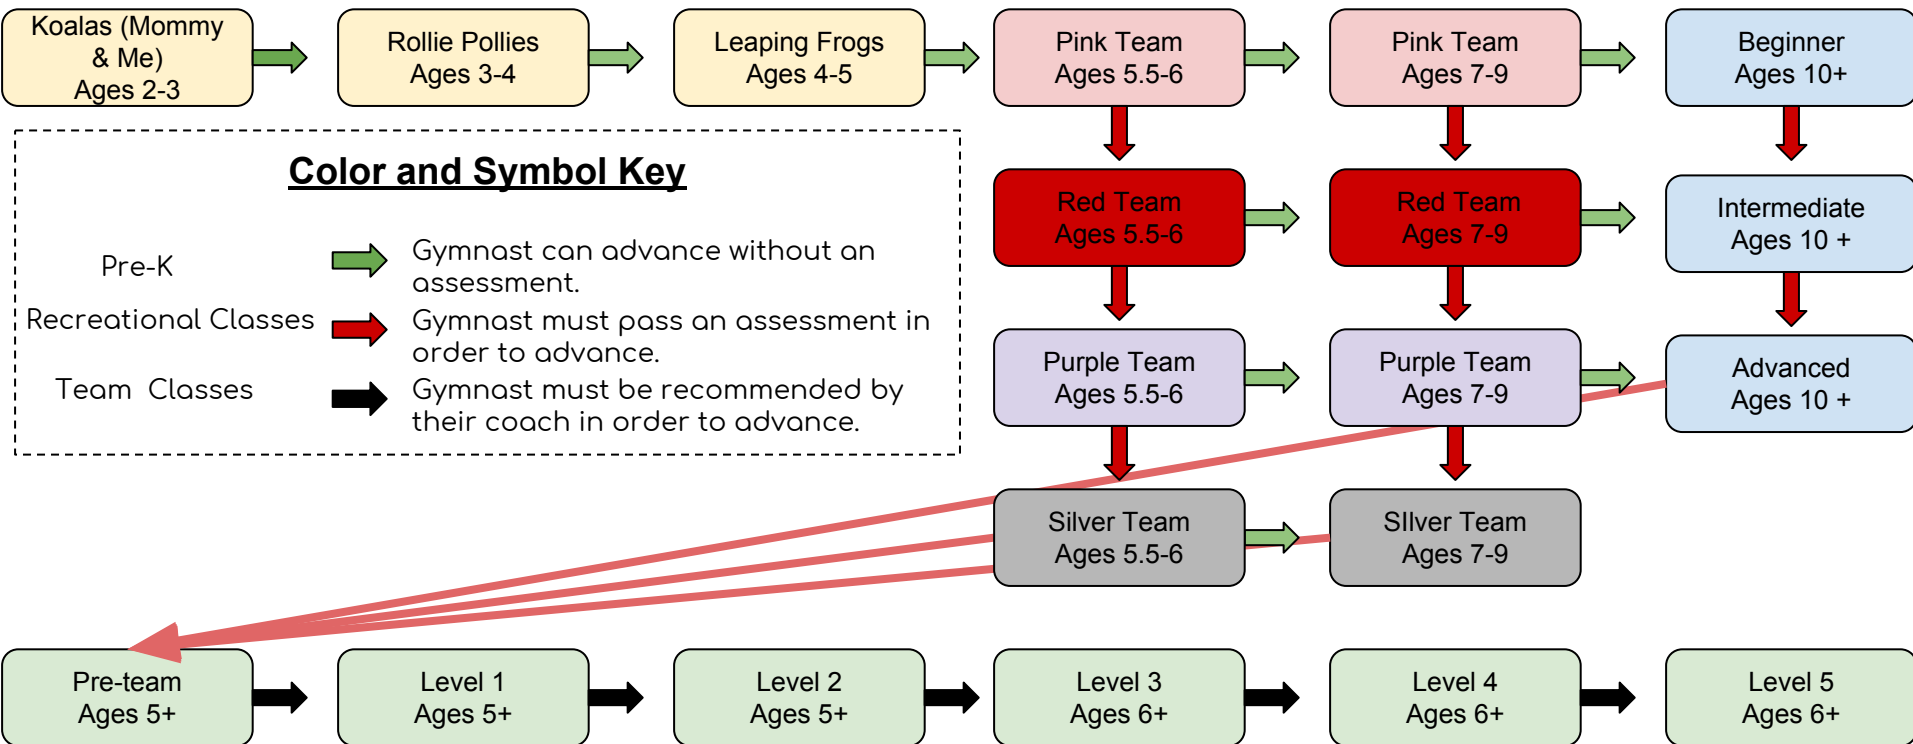 Koalas (Mommy
& Me)
Ages 2-3
Rollie Pollies
Ages 3-4
Leaping Frogs
Ages 4-5
Pink Team
Ages 5.5-6
Pink Team
Ages 7-9
Beginner
Ages 10+
Color and Symbol Key
Pre-K
Gymnast can advance without an
assessment.
Recreational Classes
Gymnast must pass an assessment in
order to advance.
Team Classes
Gymnast must be recommended by
their coach in order to advance.
Red Team
Ages 5.5-6
Red Team
Ages 7-9
Intermediate
Ages 10 +
Purple Team
Ages 5.5-6
Purple Team
Ages 7-9
Advanced
Ages 10 +
Silver Team
Ages 5.5-6
SIlver Team
Ages 7-9
Pre-team
Ages 5+
Level 1
Ages 5+
Level 2
Ages 5+
Level 3
Ages 6+
Level 4
Ages 6+
Level 5
Ages 6+